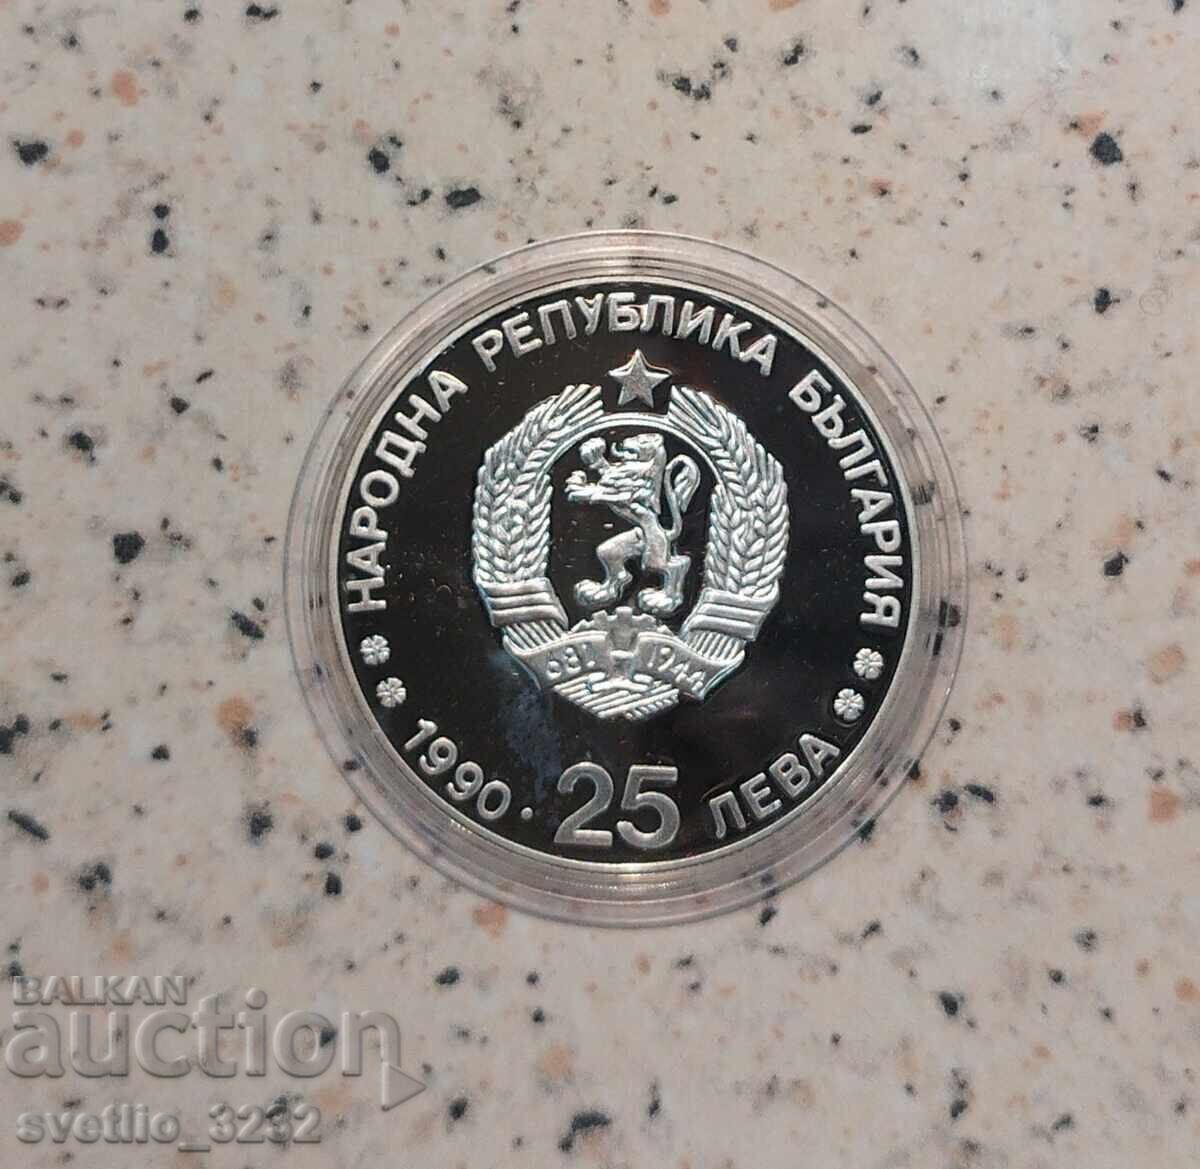 НАРОДНА РЕПУБЛИКА БЪЛГАРИЯ
681 1944
1990 · 25 ЛЕВА
BALKAN
auction
svetlio_3232